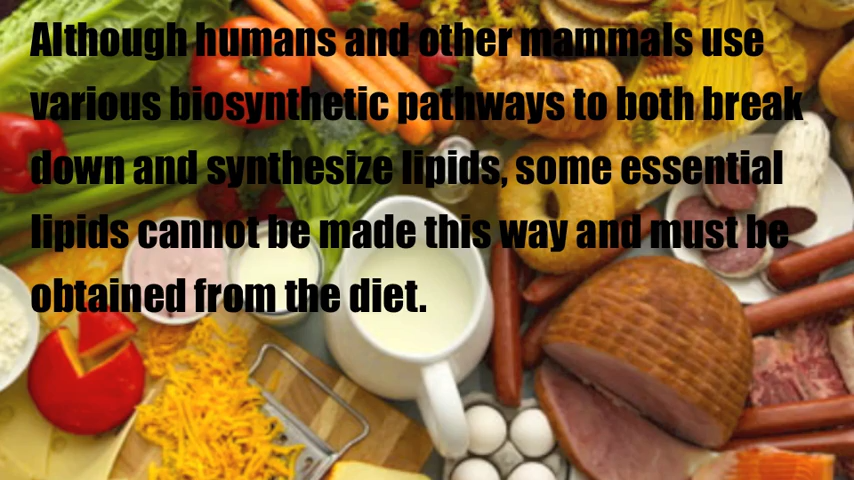 Although humans and other mammals use
various biosynthetic pathways to both break
down and synthesize lipids, some essential
lipids cannot be made this way and must be
obtained from the diet.